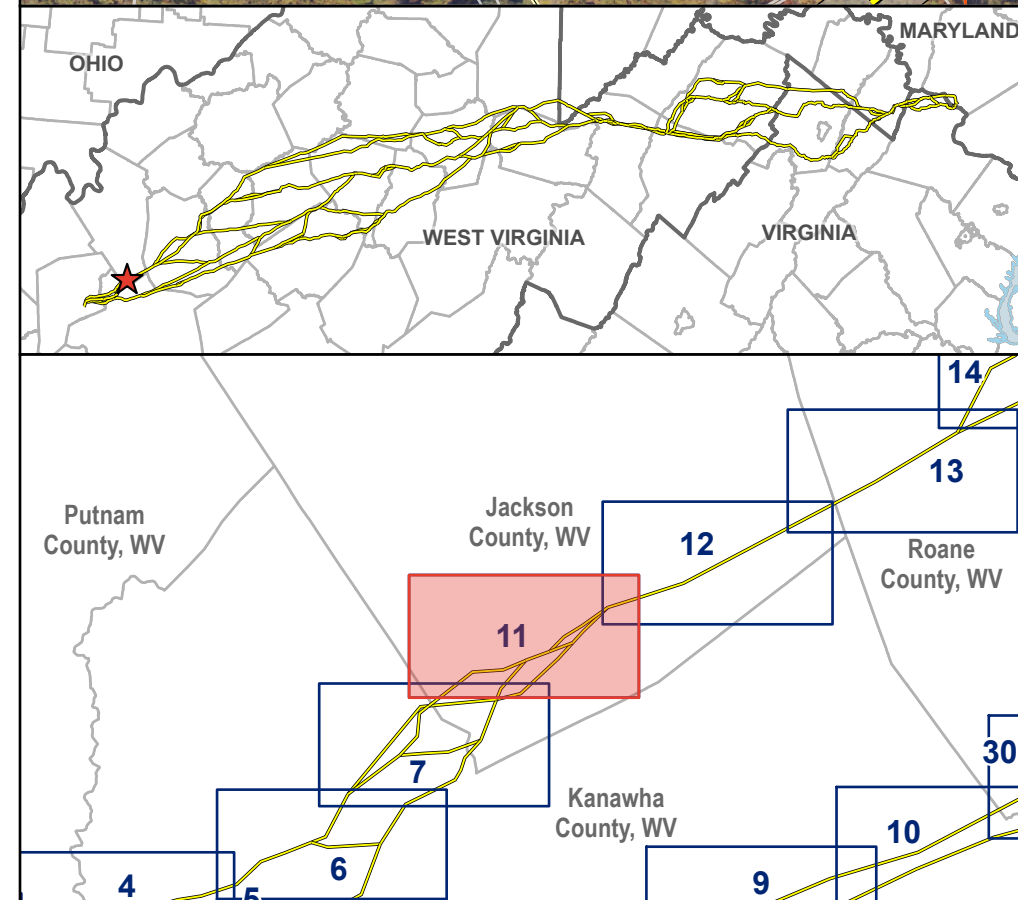 MARYLAND
OHIO
WEST VIRGINIA
VIRGINIA
14
13
Putnam
County, WV
Jackson
County, WV
12
Roane
County, WV
11
30
7
Kanawha
County, WV
10
6
9
4
5